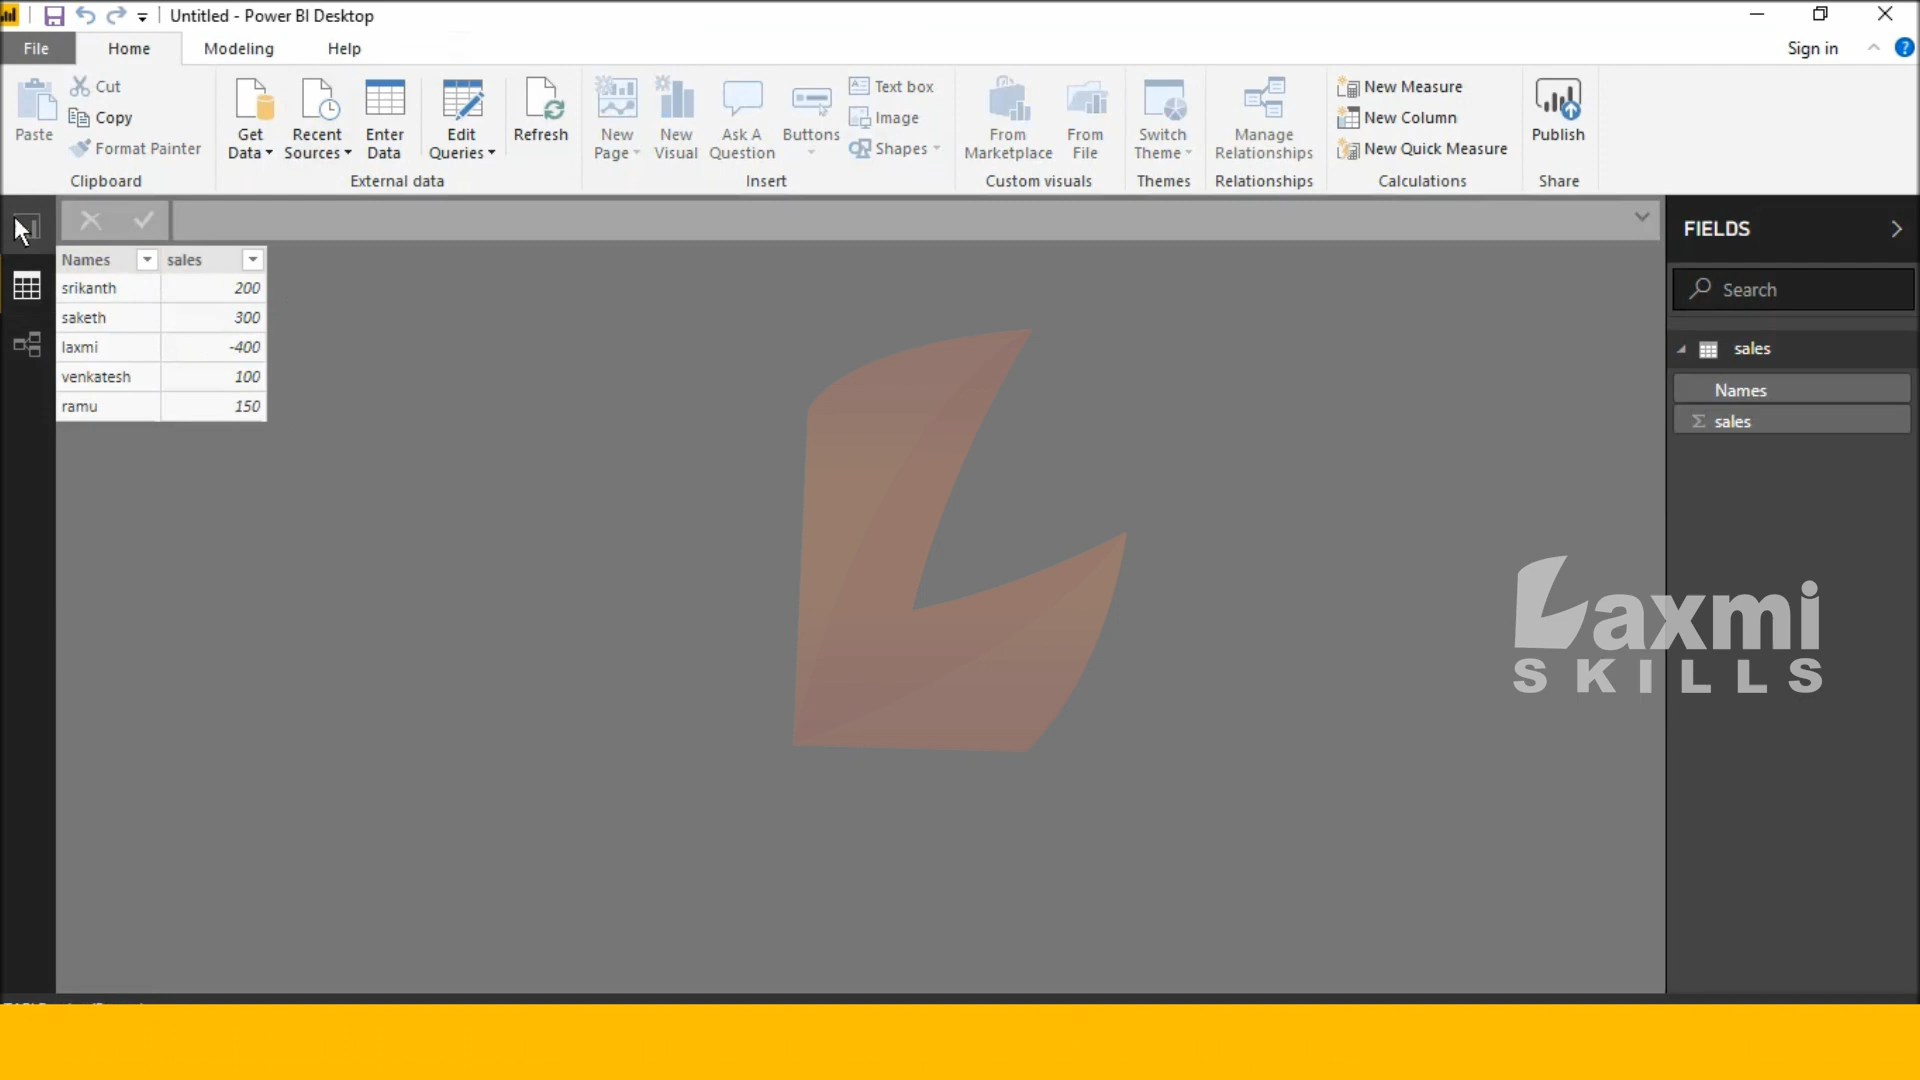 Untitled - Power BI Desktop
File Home Modeling Help Sign in
Paste
Cut
Copy
Format Painter
Clipboard
Get Data
Recent Sources
Enter Data
Edit Queries
Refresh
External data
New Page
New Visual
Ask A Question
Buttons
Text box
Image
Shapes
Insert
From Marketplace
From File
Custom visuals
Switch Theme
Themes
Manage Relationships
Relationships
New Measure
New Column
New Quick Measure
Calculations
Publish
Share
Names sales
srikanth 200
saketh 300
laxmi -400
venkatesh 100
ramu 150
FIELDS
Search
sales
Names
Σ sales
Laxmi
SKILLS